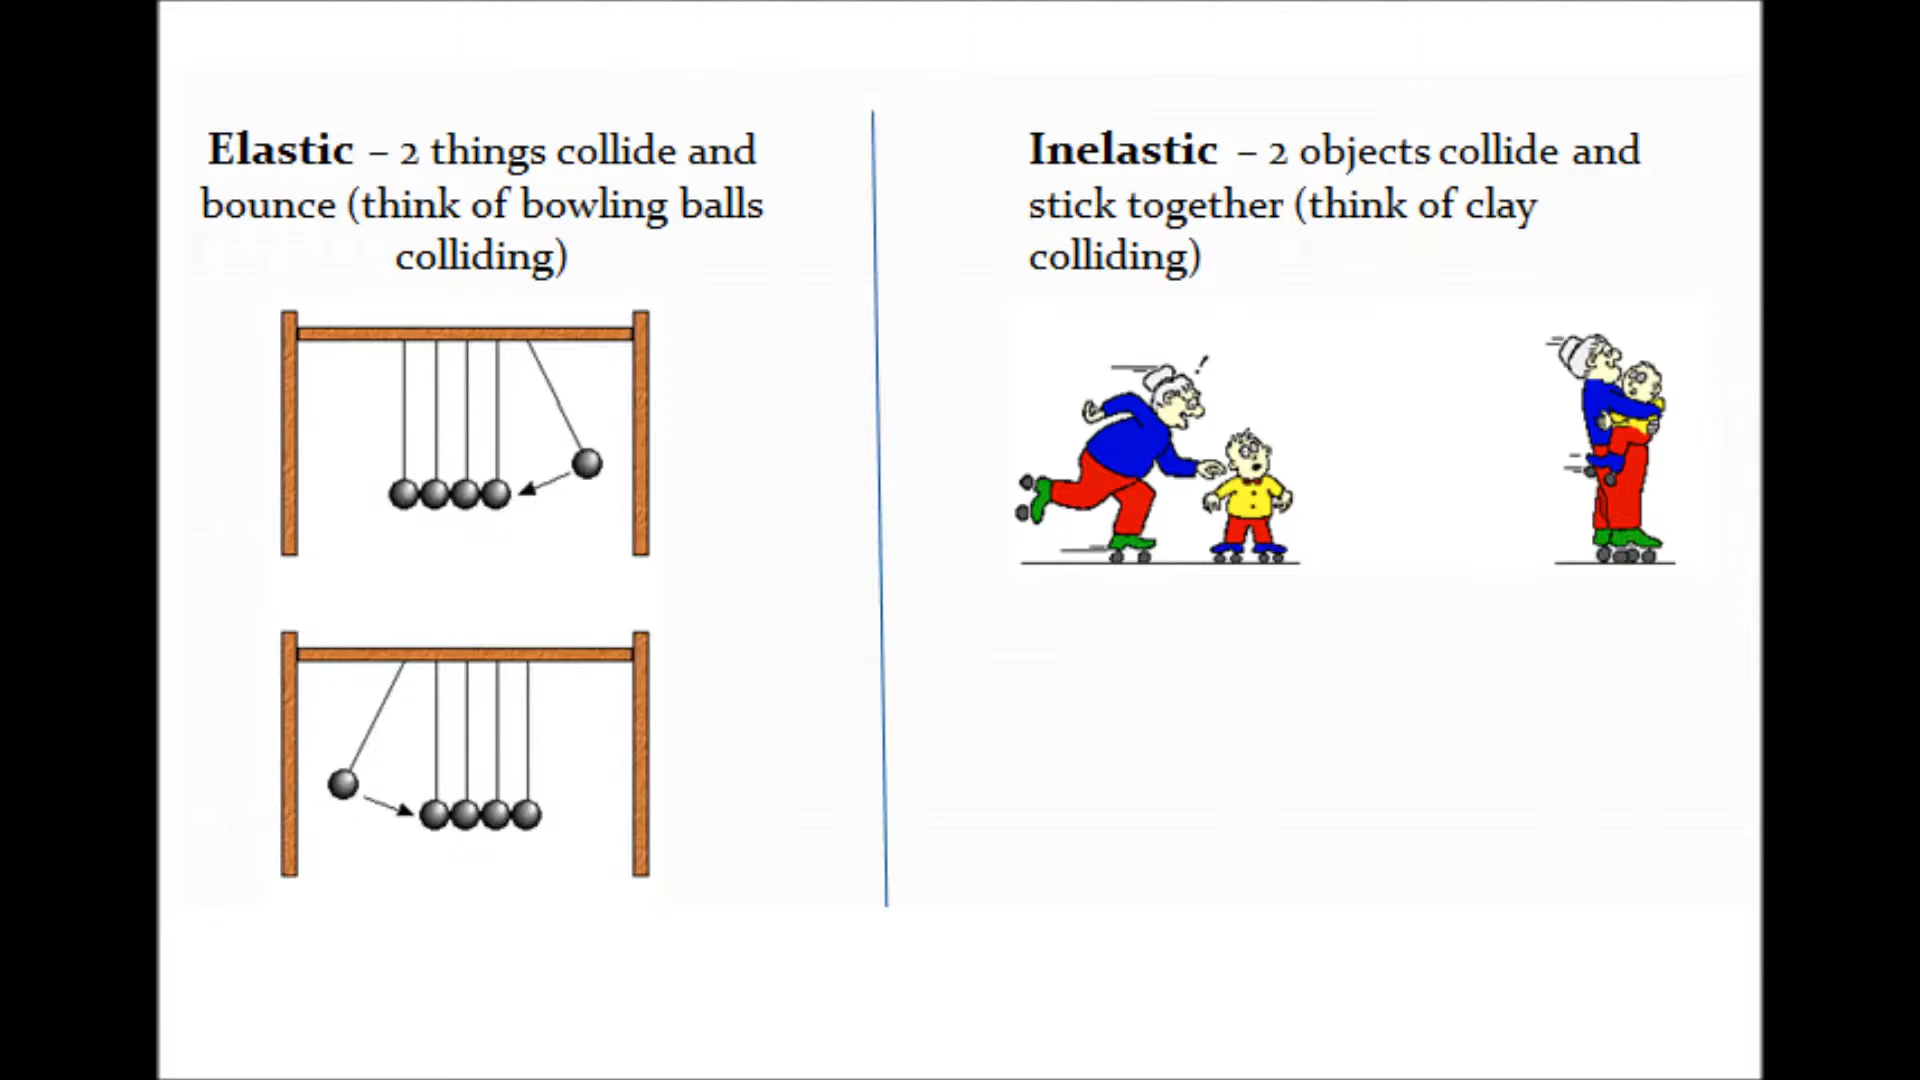 Elastic – 2 things collide and
bounce (think of bowling balls
colliding)
Inelastic – 2 objects collide and
stick together (think of clay
colliding)
!